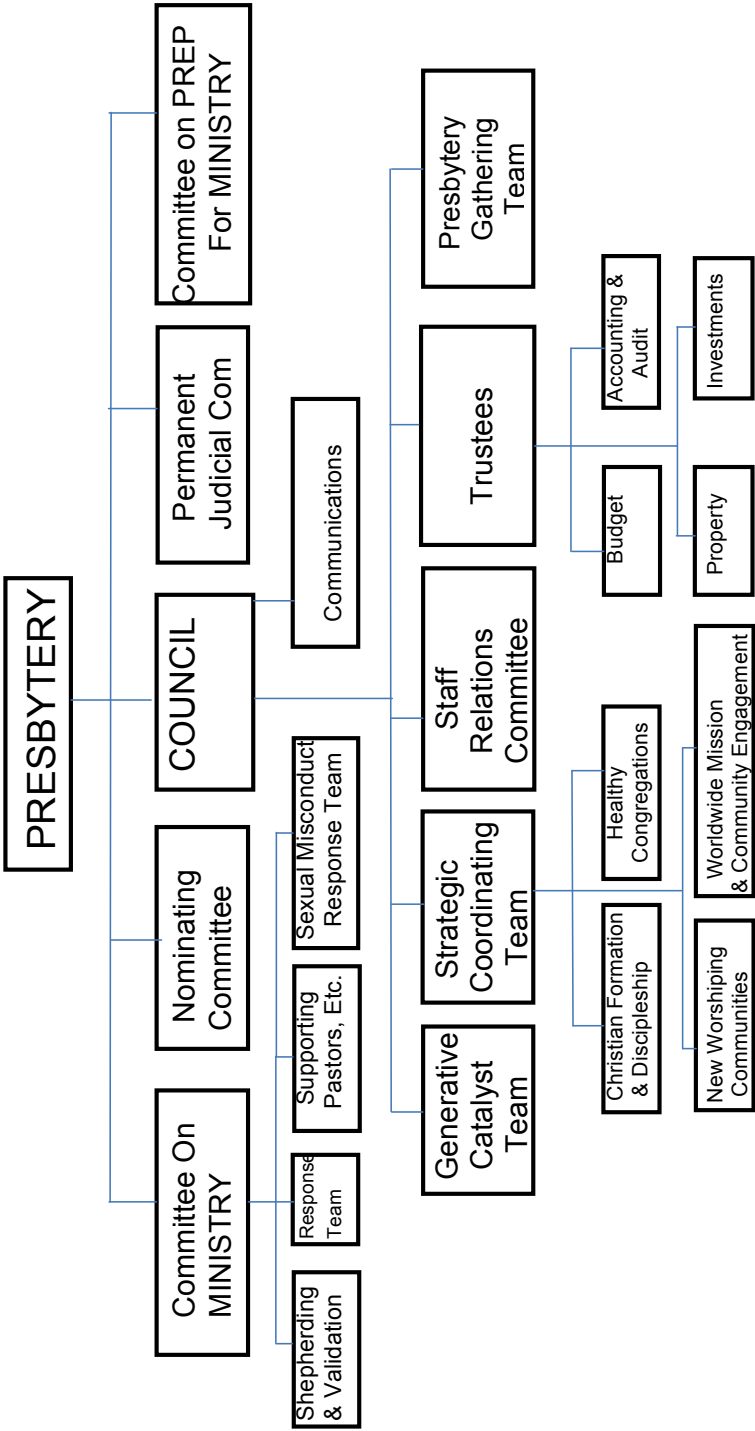 PRESBYTERY
Committee On
MINISTRY
Nominating
Committee
COUNCIL
Permanent
Judicial Com
Committee on PREP
For MINISTRY
Shepherding
& Validation
Response
Team
Supporting
Pastors, Etc.
Sexual Misconduct
Response Team
Communications
Generative
Catalyst
Team
Strategic
Coordinating
Team
Staff
Relations
Committee
Trustees
Presbytery
Gathering
Team
Christian Formation
& Discipleship
Healthy
Congregations
Budget
Accounting &
Audit
New Worshiping
Communities
Worldwide Mission
& Community Engagement
Property
Investments